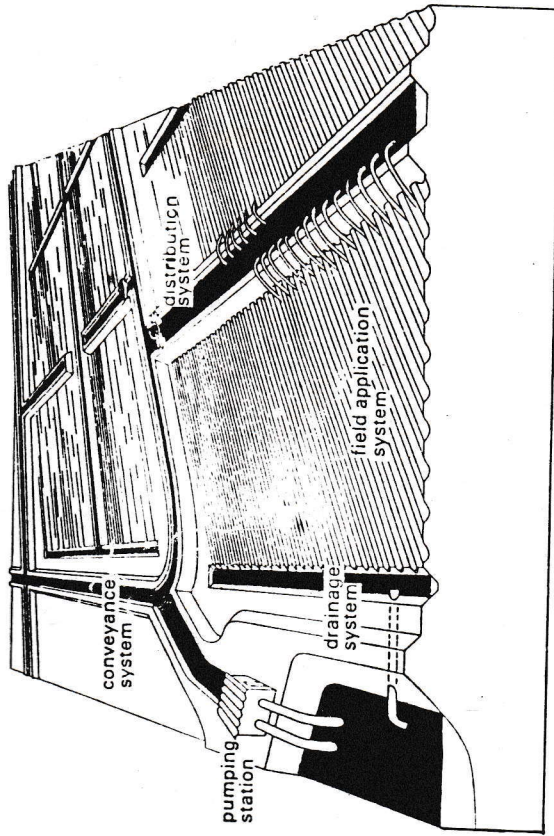 conveyance
system
distribution
system
pumping
station
drainage
system
field application
system